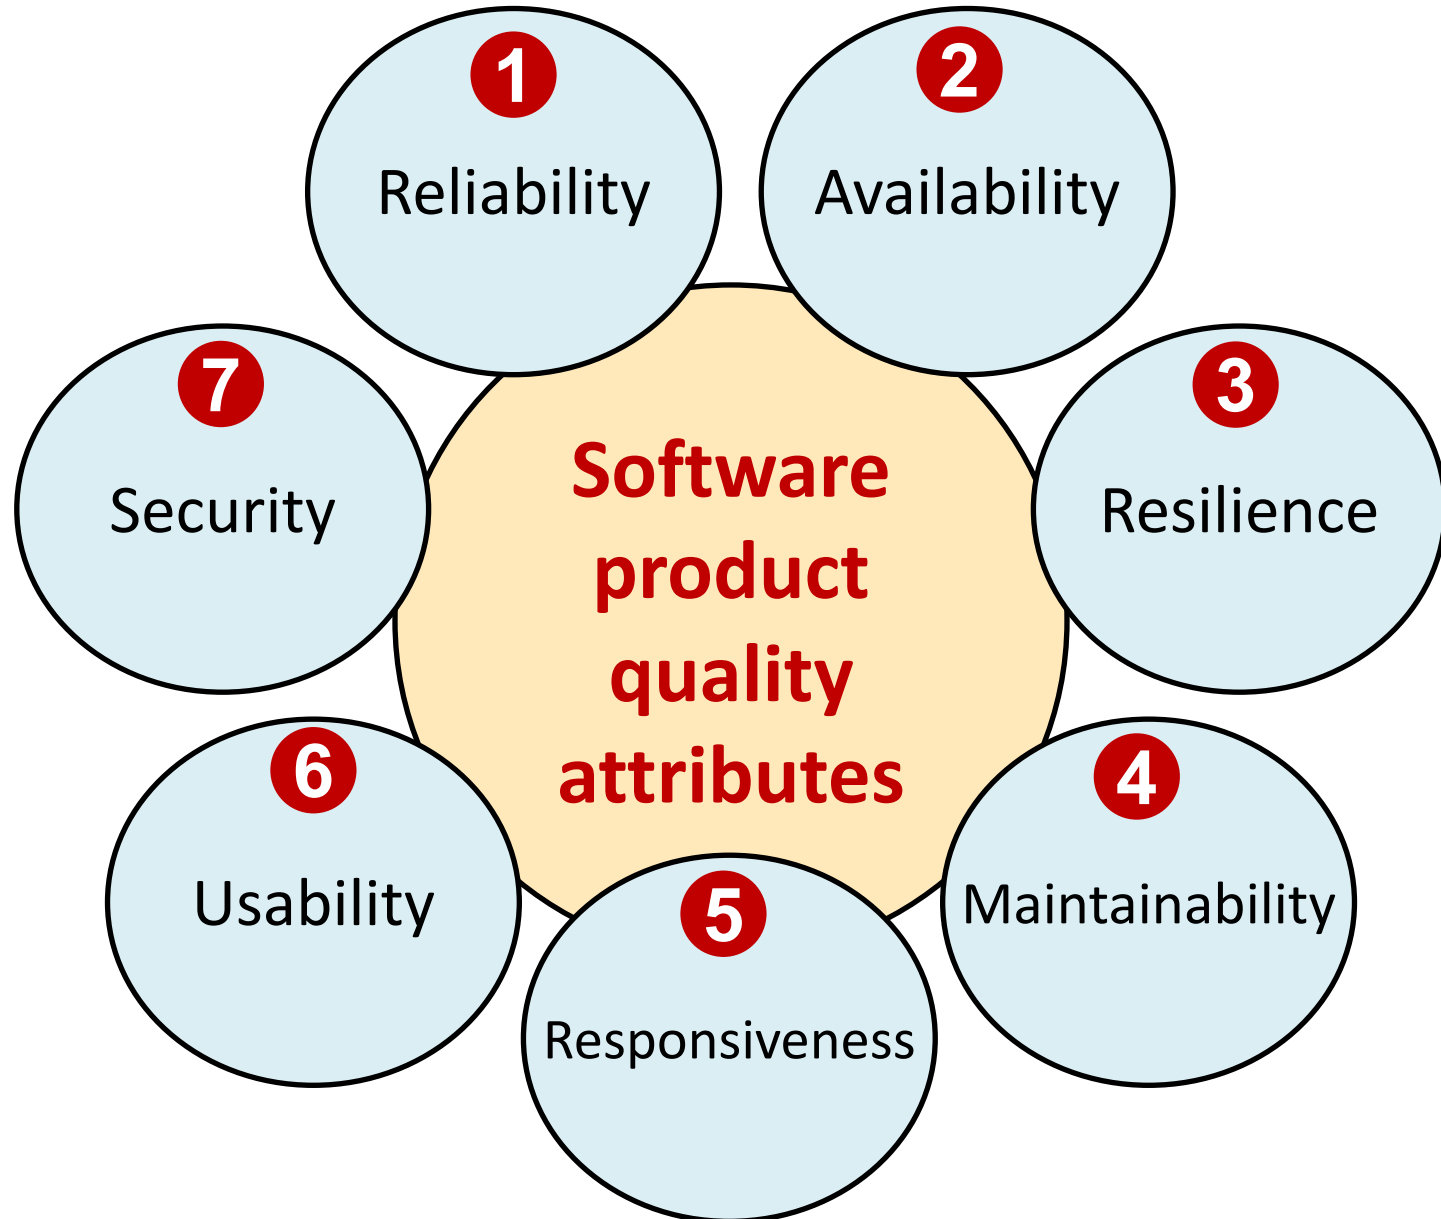 1
Reliability
2
Availability
3
Resilience
4
Maintainability
5
Responsiveness
6
Usability
7
Security
Software
product
quality
attributes